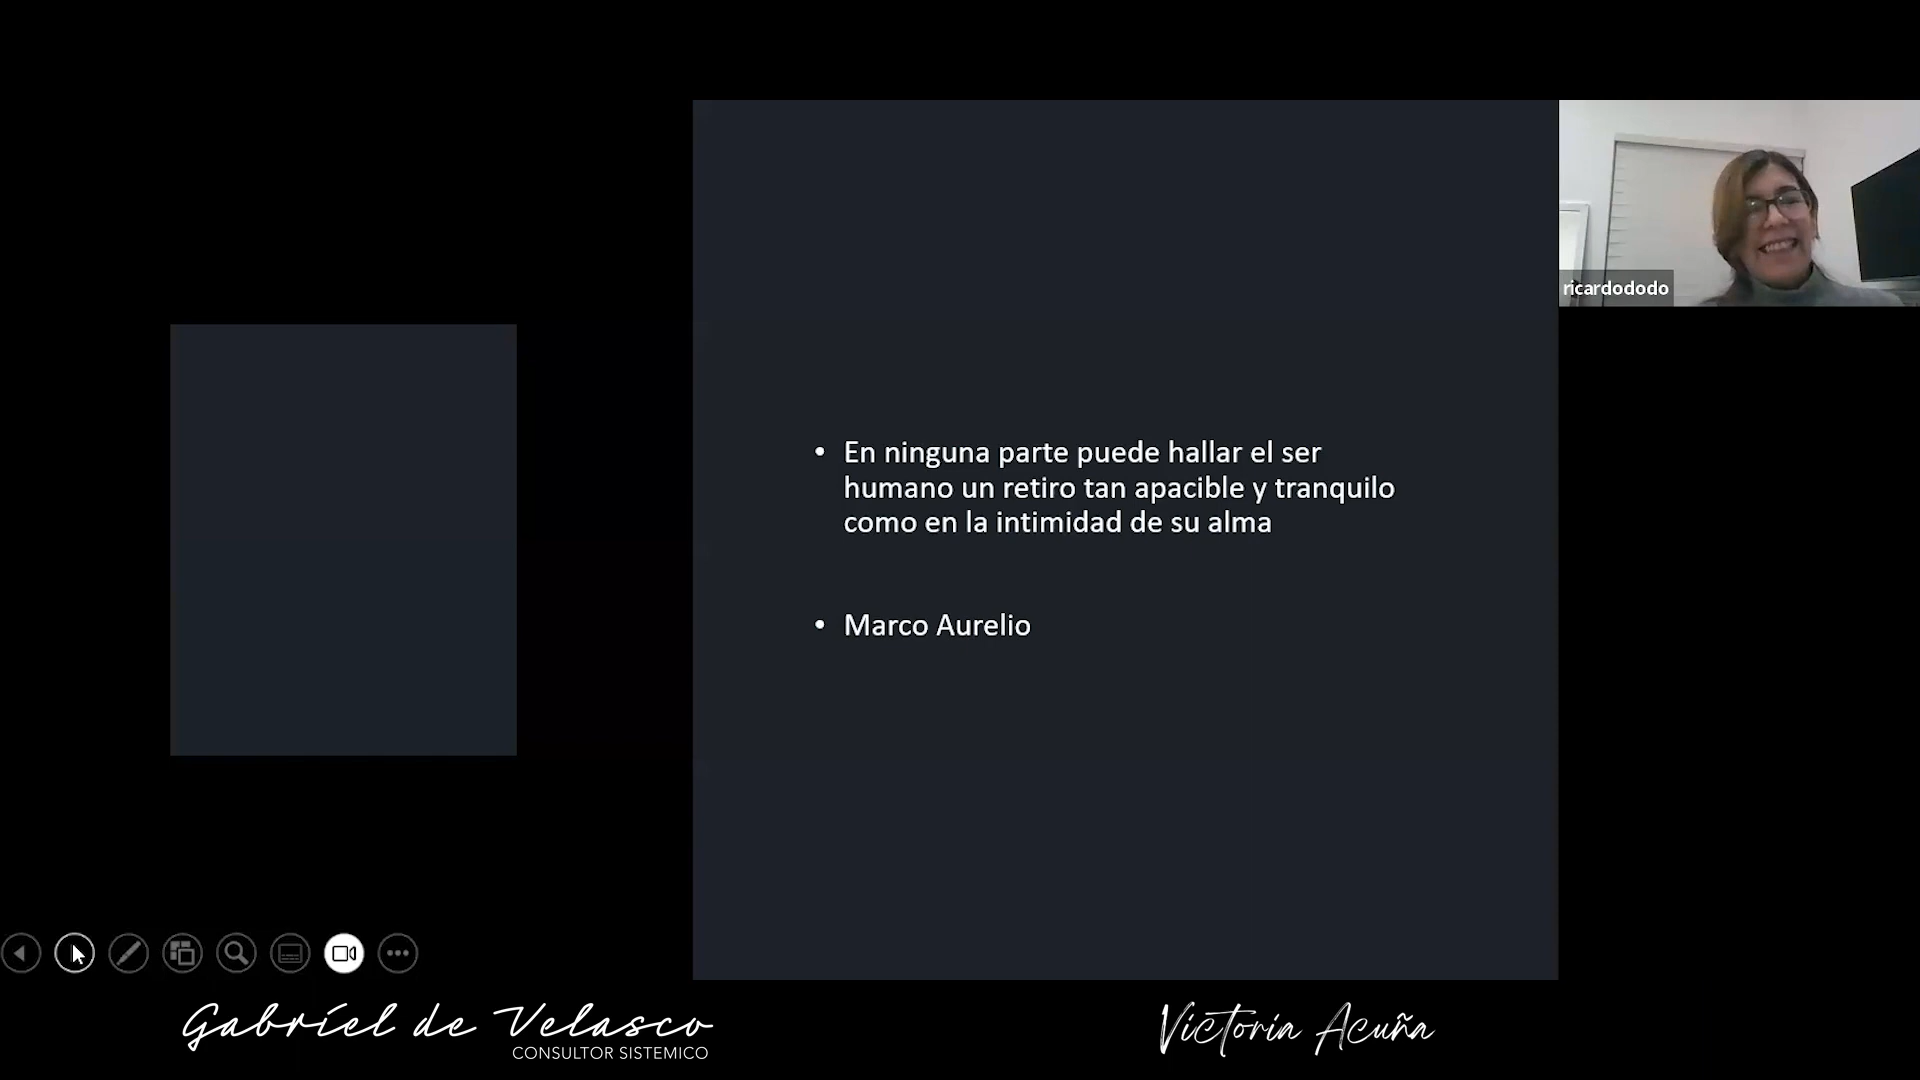 ricardododo
• En ninguna parte puede hallar el ser
humano un retiro tan apacible y tranquilo
como en la intimidad de su alma
• Marco Aurelio
Gabriel de Velasco
CONSULTOR SISTEMICO
Victoria Acuña